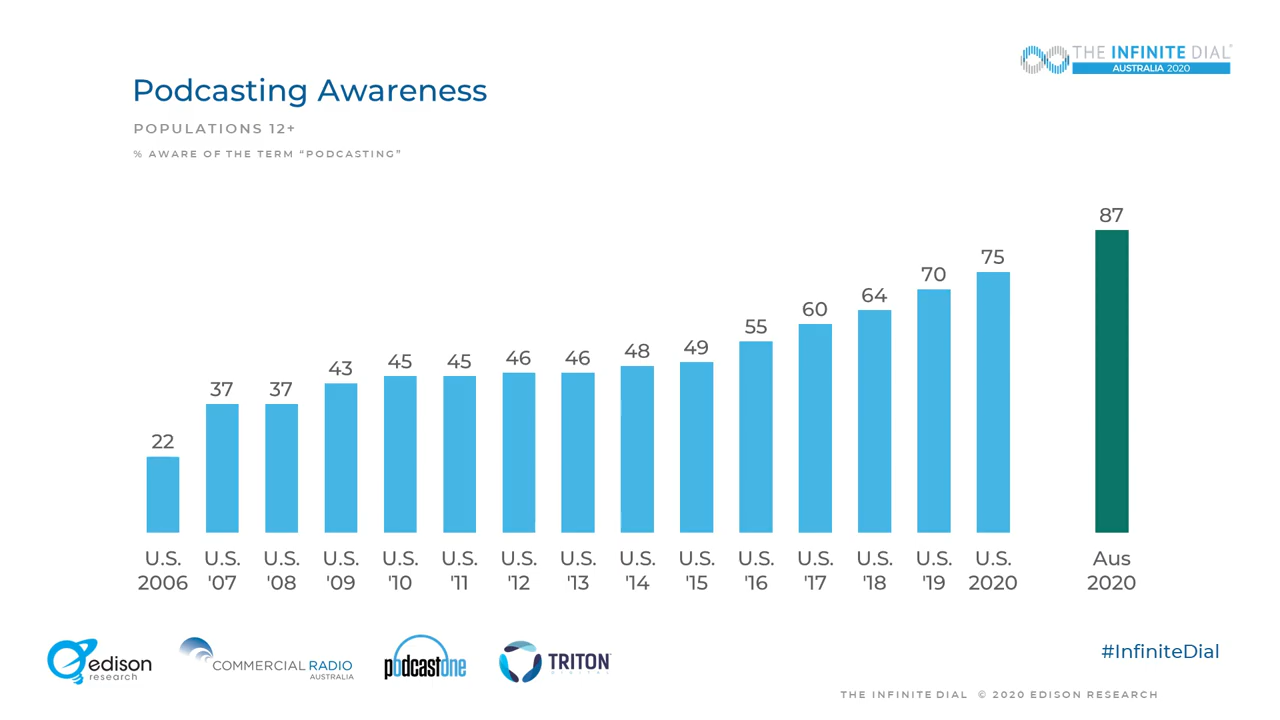 THE INFINITE DIAL®
AUSTRALIA 2020
Podcasting Awareness
POPULATIONS 12+
% AWARE OF THE TERM “PODCASTING”
22
37
37
43
45
45
46
46
48
49
55
60
64
70
75
87
U.S. 2006
U.S. '07
U.S. '08
U.S. '09
U.S. '10
U.S. '11
U.S. '12
U.S. '13
U.S. '14
U.S. '15
U.S. '16
U.S. '17
U.S. '18
U.S. '19
U.S. 2020
Aus 2020
edison
research
COMMERCIAL RADIO
AUSTRALIA
podcastone
TRITON
DIGITAL
#InfiniteDial
THE INFINITE DIAL © 2020 EDISON RESEARCH